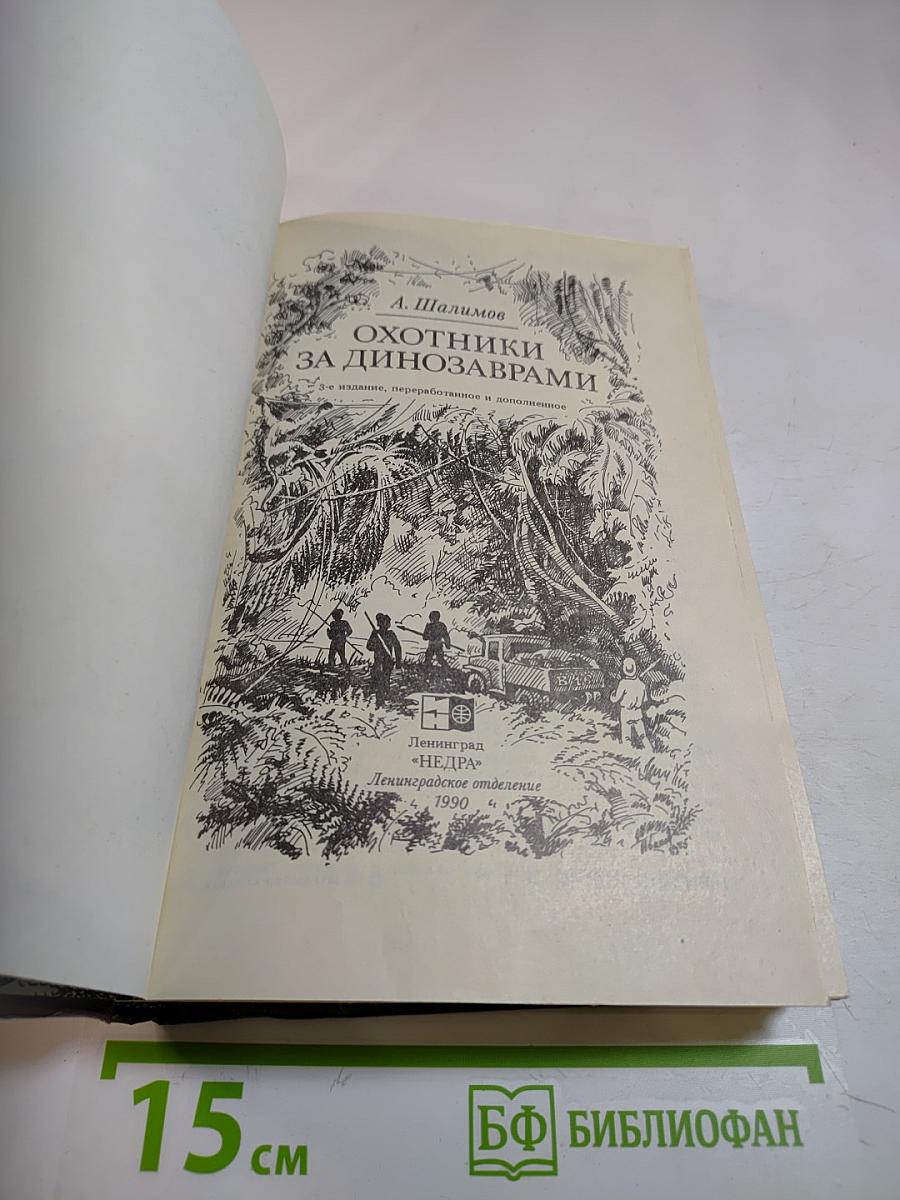 А. Шалимов
ОХОТНИКИ
ЗА ДИНОЗАВРАМИ
3-е издание, переработанное и дополненное
Ленинград
«НЕДРА»
Ленинградское отделение
1990
15 см
БФ БИБЛИОФАН